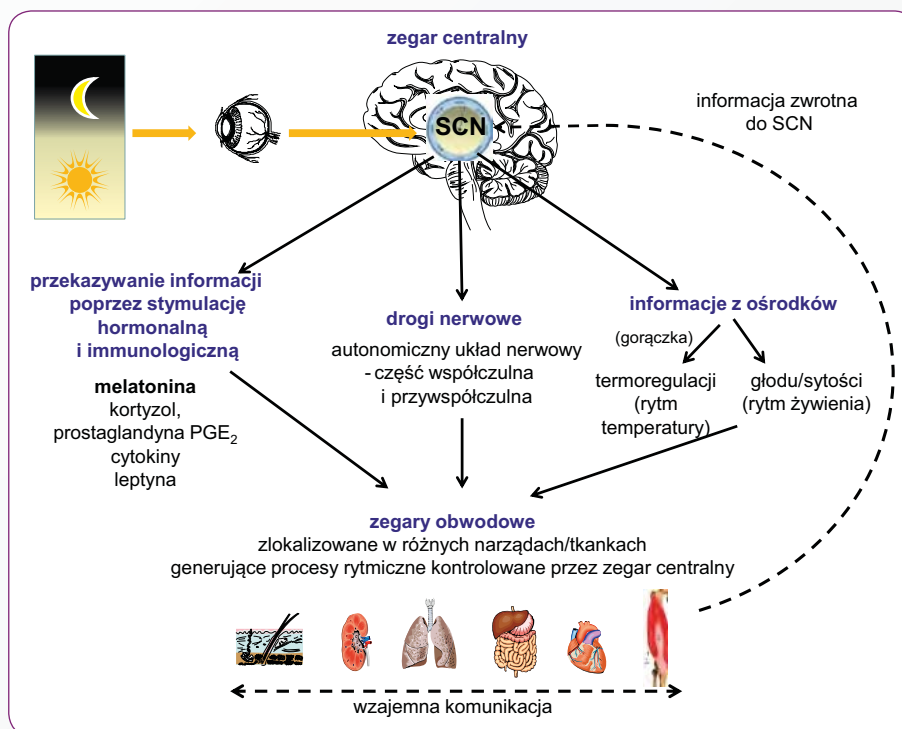 zegar centralny
SCN
informacja zwrotna
do SCN
przekazywanie informacji
poprzez stymulację
hormonalną
i immunologiczną
melatonina
kortyzol,
prostaglandyna PGE₂
cytokiny
leptyna
drogi nerwowe
autonomiczny układ nerwowy
- część współczulna
i przywspółczulna
informacje z ośrodków
(gorączka)
termoregulacji
(rytm
temperatury)
głodu/sytości
(rytm żywienia)
zegary obwodowe
zlokalizowane w różnych narządach/tkankach
generujące procesy rytmiczne kontrolowane przez zegar centralny
wzajemna komunikacja